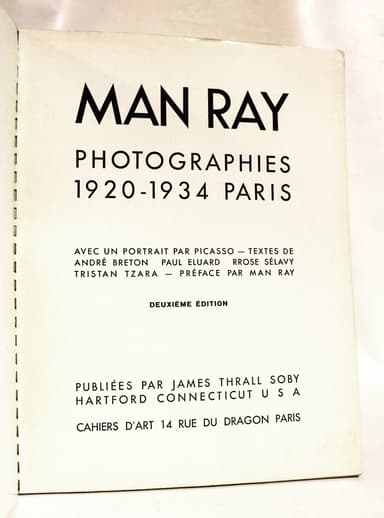 MAN RAY
PHOTOGRAPHIES
1920-1934 PARIS
AVEC UN PORTRAIT PAR PICASSO — TEXTES DE
ANDRÉ BRETON PAUL ELUARD RROSE SÉLAVY
TRISTAN TZARA — PRÉFACE PAR MAN RAY
DEUXIÈME ÉDITION
PUBLIÉES PAR JAMES THRALL SOBY
HARTFORD CONNECTICUT U S A
CAHIERS D'ART 14 RUE DU DRAGON PARIS